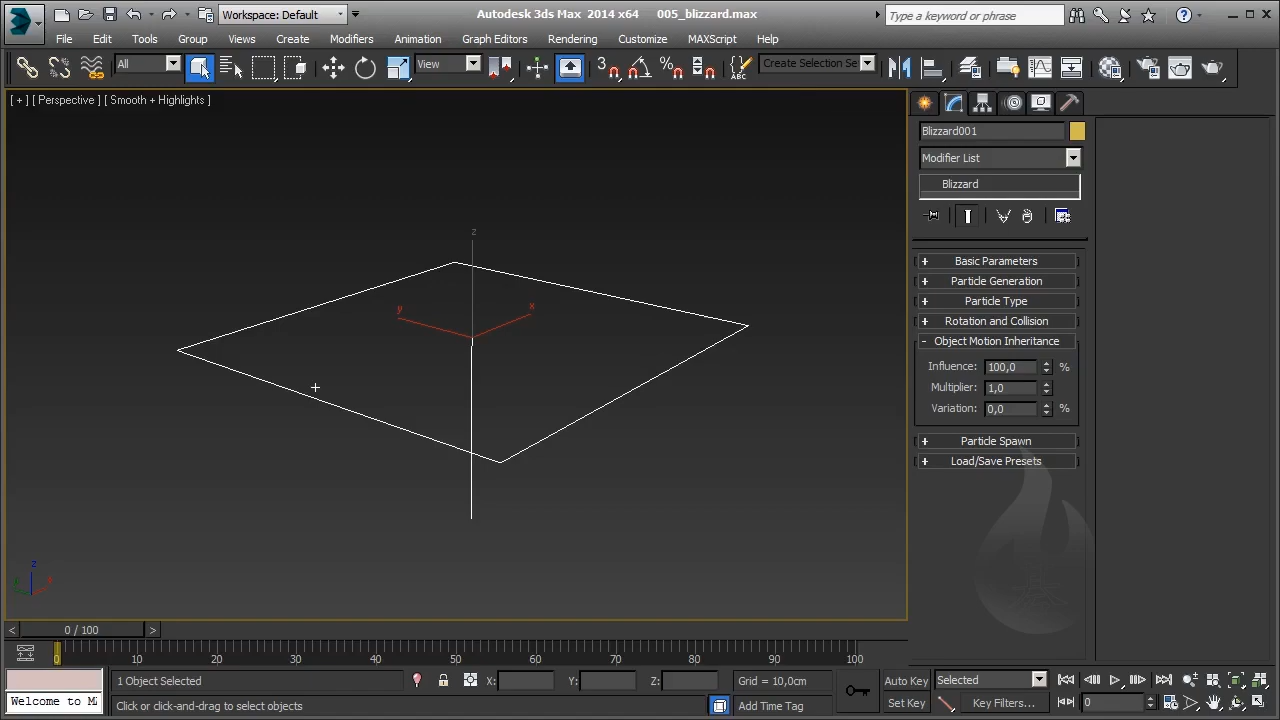 Workspace: Default
Autodesk 3ds Max 2014 x64 005_blizzard.max
Type a keyword or phrase
File Edit Tools Group Views Create Modifiers Animation Graph Editors Rendering Customize MAXScript Help
All
View
3
%
ABC
Create Selection Se
[ + ] [ Perspective ] [ Smooth + Highlights ]
Blizzard001
Modifier List
Blizzard
+ Basic Parameters
+ Particle Generation
+ Particle Type
+ Rotation and Collision
- Object Motion Inheritance
Influence: 100,0 %
Multiplier: 1,0
Variation: 0,0 %
+ Particle Spawn
+ Load/Save Presets
z
y
x
z
x
< 0 / 100 >
0 10 20 30 40 50 60 70 80 90 100
1 Object Selected
X: Y: Z:
Grid = 10,0cm
Auto Key
Selected
Welcome to M
Click or click-and-drag to select objects
Add Time Tag
Set Key
Key Filters...
0